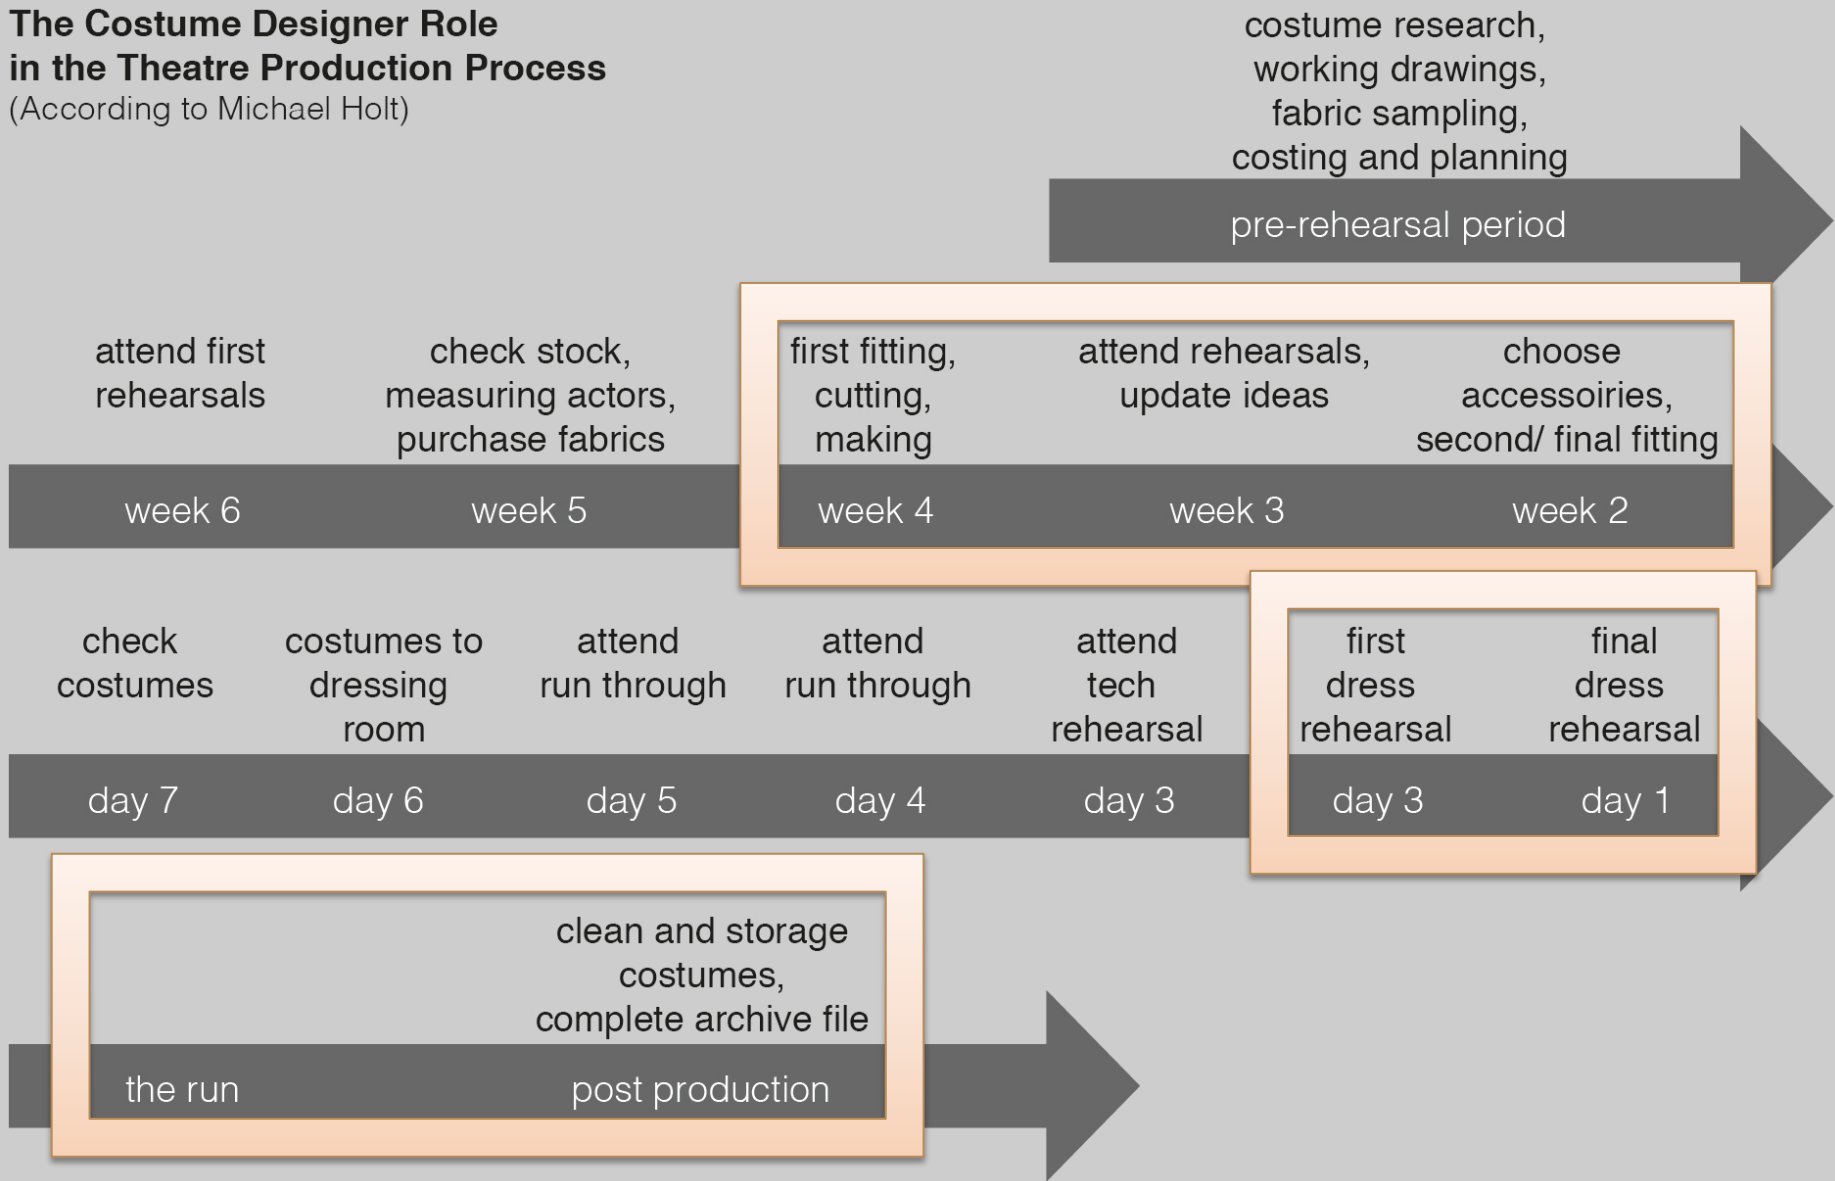 The Costume Designer Role
in the Theatre Production Process
(According to Michael Holt)
costume research,
working drawings,
fabric sampling,
costing and planning
pre-rehearsal period
attend first
rehearsals
check stock,
measuring actors,
purchase fabrics
first fitting,
cutting,
making
attend rehearsals,
update ideas
choose
accessoiries,
second/ final fitting
week 6
week 5
week 4
week 3
week 2
check
costumes
costumes to
dressing
room
attend
run through
attend
run through
attend
tech
rehearsal
first
dress
rehearsal
final
dress
rehearsal
day 7
day 6
day 5
day 4
day 3
day 3
day 1
clean and storage
costumes,
complete archive file
the run
post production